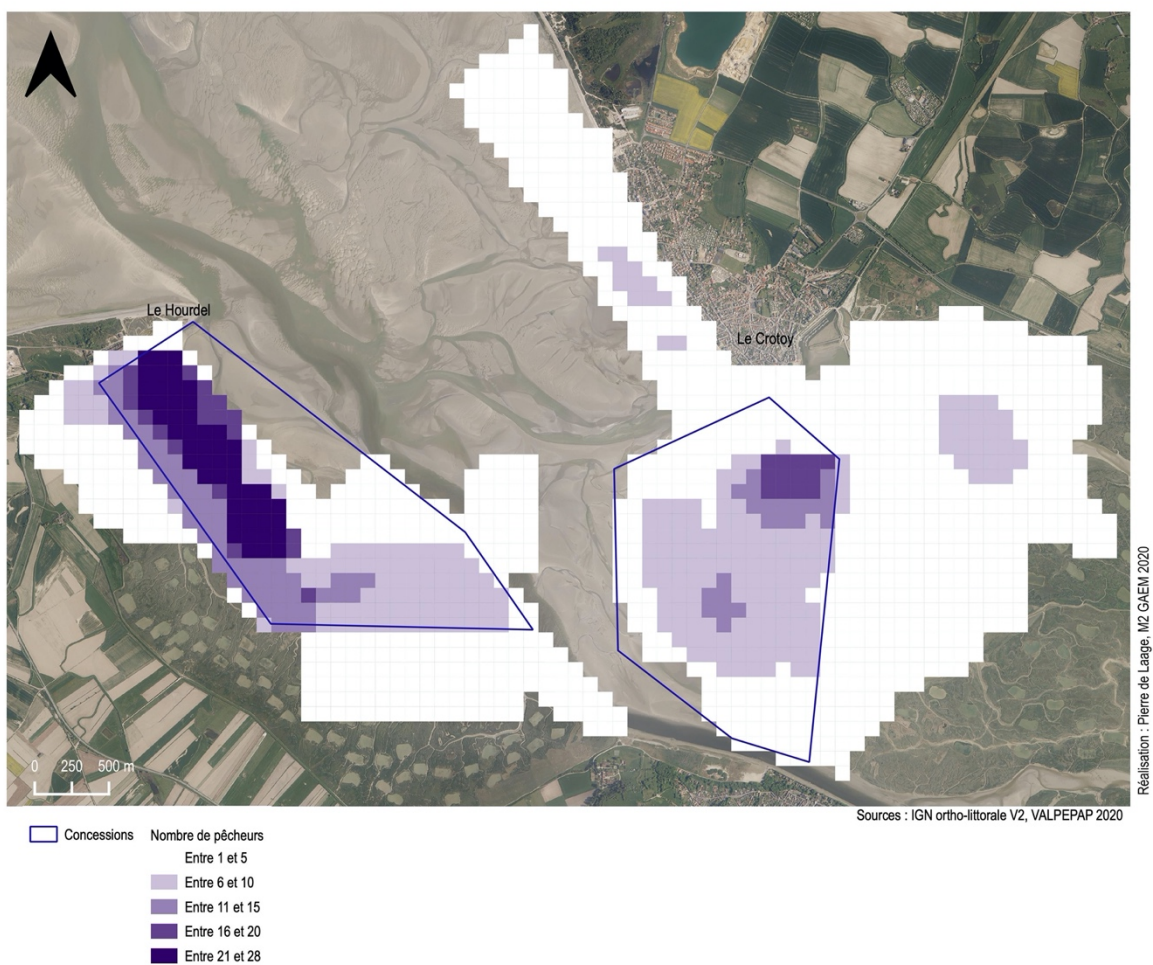 Le Hourdel
Le Crotoy
0 250 500 m
Réalisation : Pierre de Laage, M2 GAEM 2020
Sources : IGN ortho-littorale V2, VALPEPAP 2020
Concessions
Nombre de pêcheurs
Entre 1 et 5
Entre 6 et 10
Entre 11 et 15
Entre 16 et 20
Entre 21 et 28